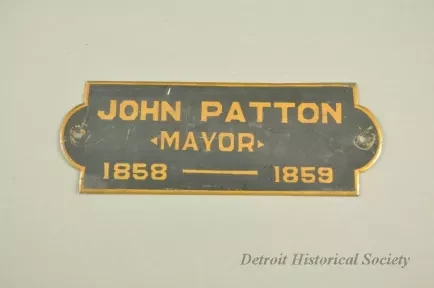 JOHN PATTON
MAYOR
1858 — 1859
Detroit Historical Society